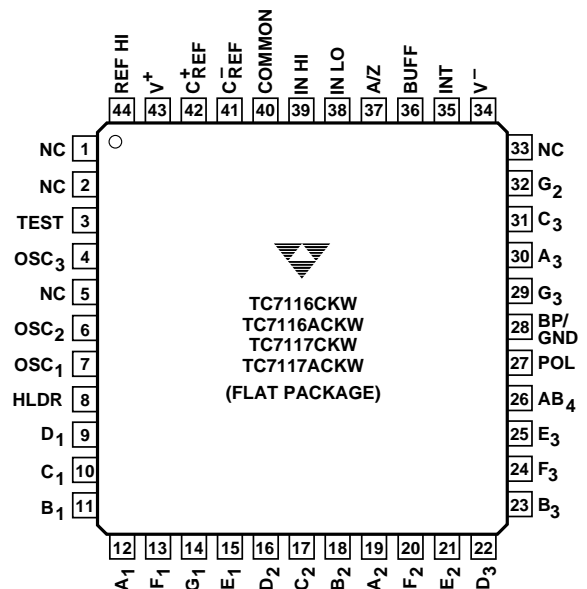 REF HI V+ C+REF C-REF COMMON IN HI IN LO A/Z BUFF INT V-
44 43 42 41 40 39 38 37 36 35 34
NC 1
NC 2
TEST 3
OSC3 4
NC 5
OSC2 6
OSC1 7
HLDR 8
D1 9
C1 10
B1 11
TC7116CKW
TC7116ACKW
TC7117CKW
TC7117ACKW
(FLAT PACKAGE)
33 NC
32 G2
31 C3
30 A3
29 G3
28 BP/
GND
27 POL
26 AB4
25 E3
24 F3
23 B3
12 13 14 15 16 17 18 19 20 21 22
A1 F1 G1 E1 D2 C2 B2 A2 F2 E2 D3